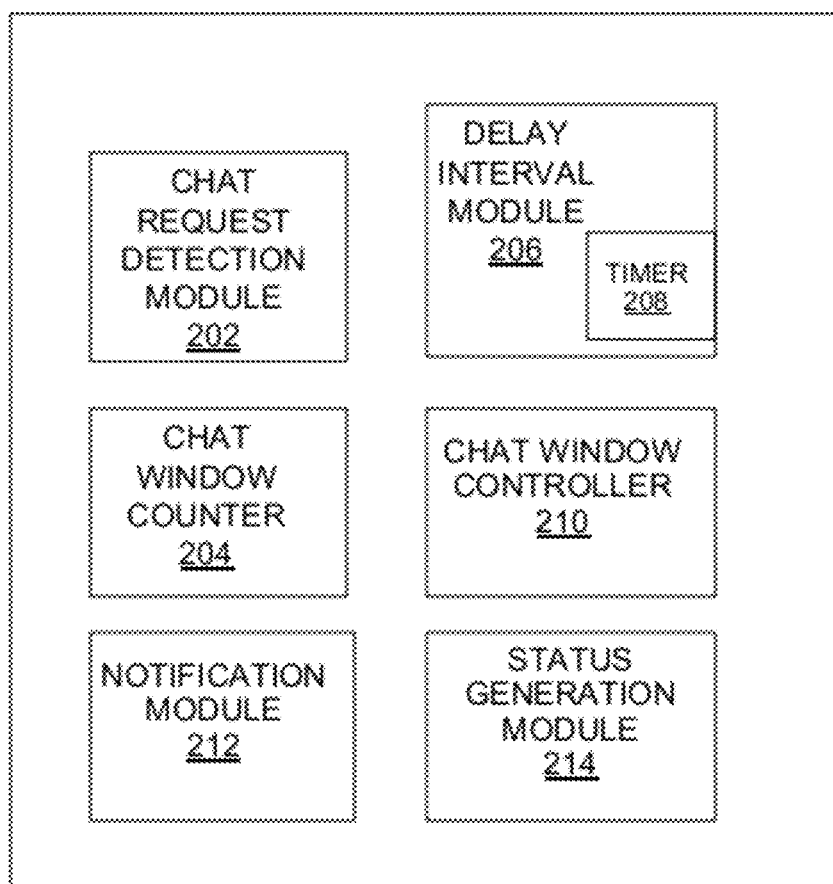 CHAT
REQUEST
DETECTION
MODULE
202
DELAY
INTERVAL
MODULE
206
TIMER
208
CHAT
WINDOW
COUNTER
204
CHAT WINDOW
CONTROLLER
210
NOTIFICATION
MODULE
212
STATUS
GENERATION
MODULE
214